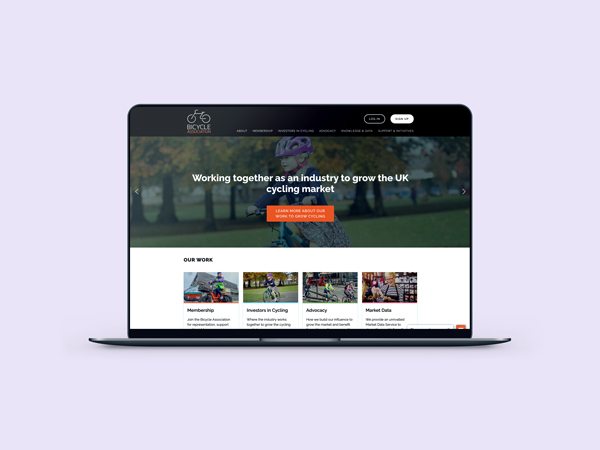 BICYCLE
ASSOCIATION
LOG IN
SIGN UP
ABOUT MEMBERSHIP INVESTORS IN CYCLING ADVOCACY KNOWLEDGE & DATA SUPPORT & INITIATIVES
Working together as an industry to grow the UK
cycling market
LEARN MORE ABOUT OUR
WORK TO GROW CYCLING
OUR WORK
Membership
Investors in Cycling
Advocacy
Market Data
Join the Bicycle Association
for representation, support
Where the industry works
together to grow the cycling
How we build our influence to
grow the market and benefit
We provide an unrivalled
Market Data Service to